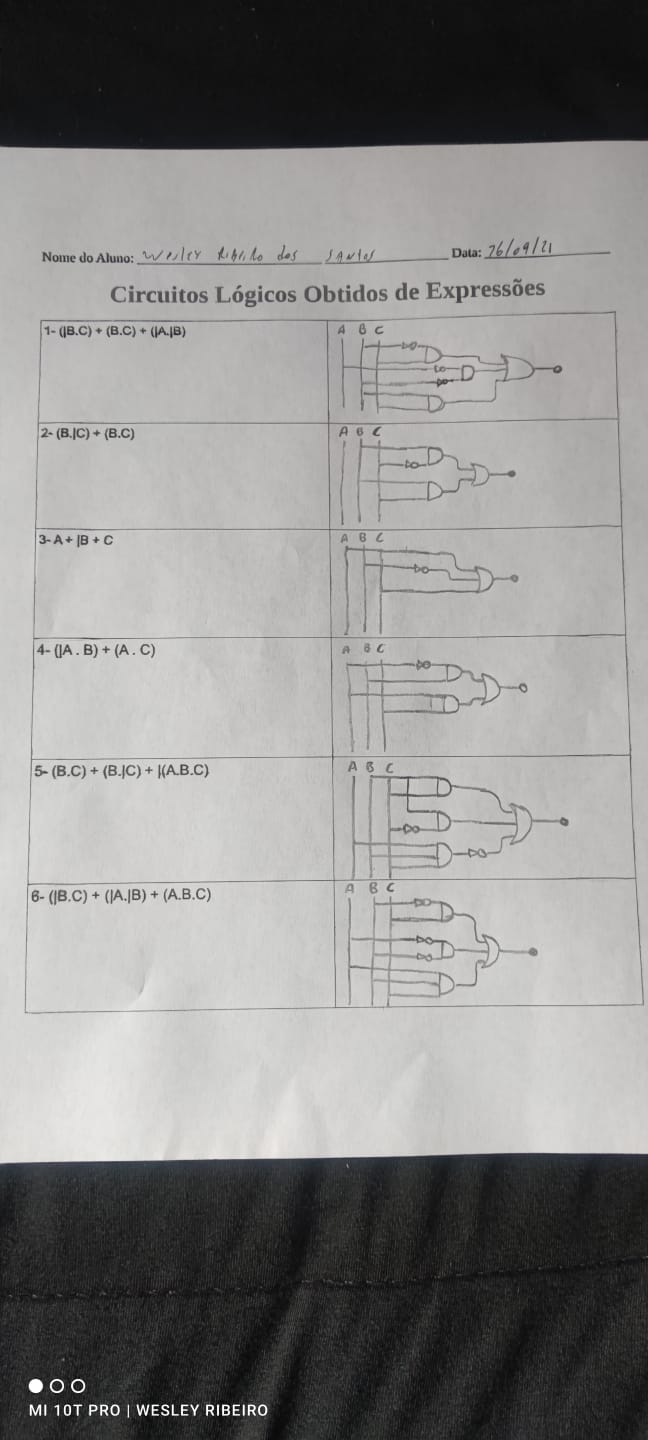 Nome do Aluno: Wesley Ribeiro dos Santos Data: 26/09/21
Circuitos Lógicos Obtidos de Expressões
1- (|B.C) + (B.C) + (|A.|B)
A B C
2- (B.|C) + (B.C)
A B C
3- A + |B + C
A B C
4- (|A . B) + (A . C)
A B C
5- (B.C) + (B.|C) + |(A.B.C)
A B C
6- (|B.C) + (|A.|B) + (A.B.C)
A B C
MI 10T PRO | WESLEY RIBEIRO